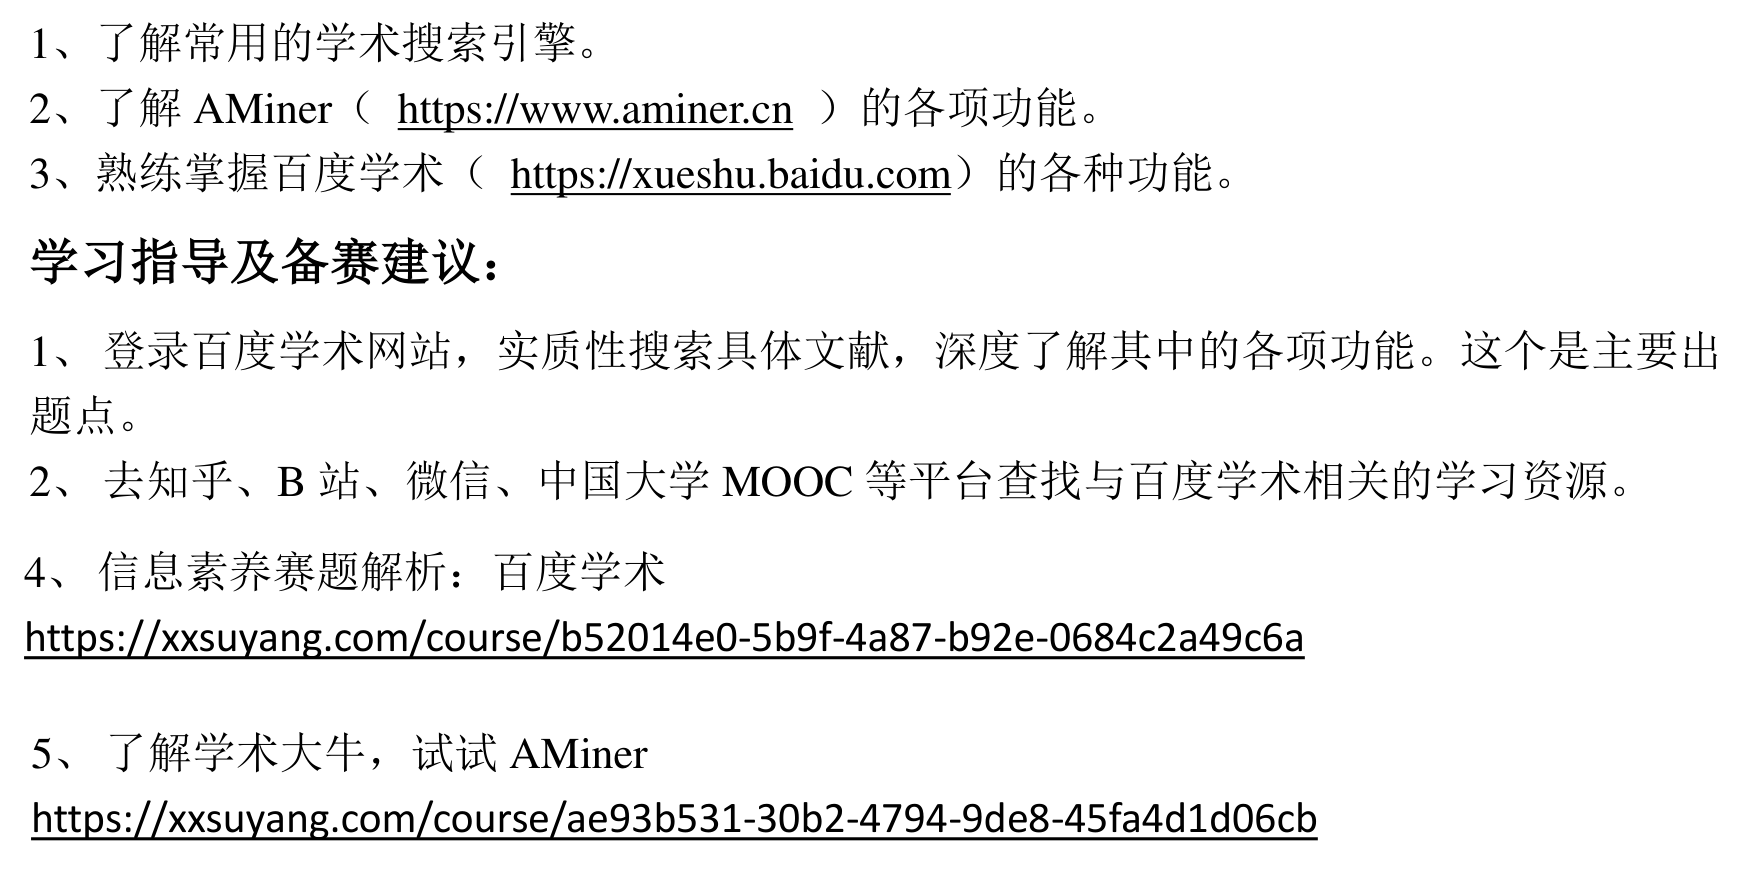 1、了解常用的学术搜索引擎。
2、了解 AMiner（ https://www.aminer.cn ）的各项功能。
3、熟练掌握百度学术（ https://xueshu.baidu.com）的各种功能。
学习指导及备赛建议：
1、 登录百度学术网站，实质性搜索具体文献，深度了解其中的各项功能。这个是主要出
题点。
2、 去知乎、B 站、微信、中国大学 MOOC 等平台查找与百度学术相关的学习资源。
4、 信息素养赛题解析：百度学术
https://xxsuyang.com/course/b52014e0-5b9f-4a87-b92e-0684c2a49c6a
5、 了解学术大牛，试试 AMiner
https://xxsuyang.com/course/ae93b531-30b2-4794-9de8-45fa4d1d06cb